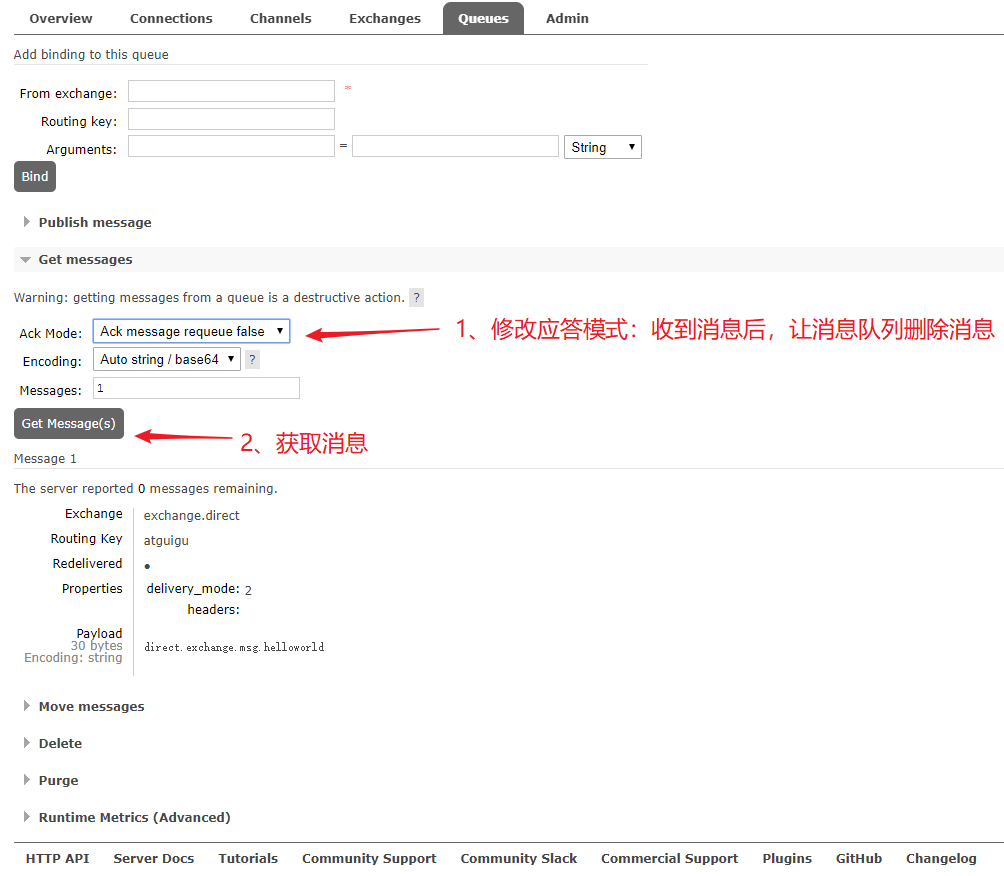 Overview Connections Channels Exchanges Queues Admin
Add binding to this queue
From exchange: *
Routing key:
Arguments: = String
Bind
Publish message
Get messages
Warning: getting messages from a queue is a destructive action. ?
Ack Mode: Ack message requeue false 1、修改应答模式：收到消息后，让消息队列删除消息
Encoding: Auto string / base64 ?
Messages: 1
Get Message(s) 2、获取消息
Message 1
The server reported 0 messages remaining.
Exchange exchange.direct
Routing Key atguigu
Redelivered ●
Properties delivery_mode: 2
headers:
Payload
30 bytes
Encoding: string
direct.exchange.msg.helloworld
Move messages
Delete
Purge
Runtime Metrics (Advanced)
HTTP API Server Docs Tutorials Community Support Community Slack Commercial Support Plugins GitHub Changelog